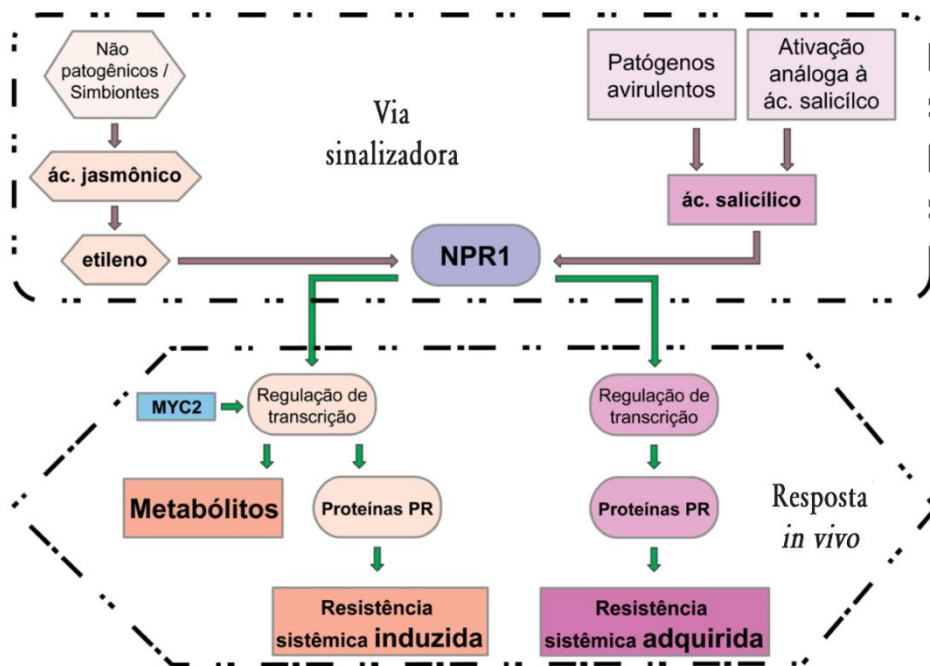 Não
patogênicos /
Simbiontes
Patógenos
avirulentos
Ativação
análoga à
ác. salicílco
Via
sinalizadora
ác. jasmônico
ác. salicílico
etileno
NPR1
MYC2
Regulação de
transcrição
Regulação de
transcrição
Metabólitos
Proteínas PR
Proteínas PR
Resposta
in vivo
Resistência
sistêmica induzida
Resistência
sistêmica adquirida